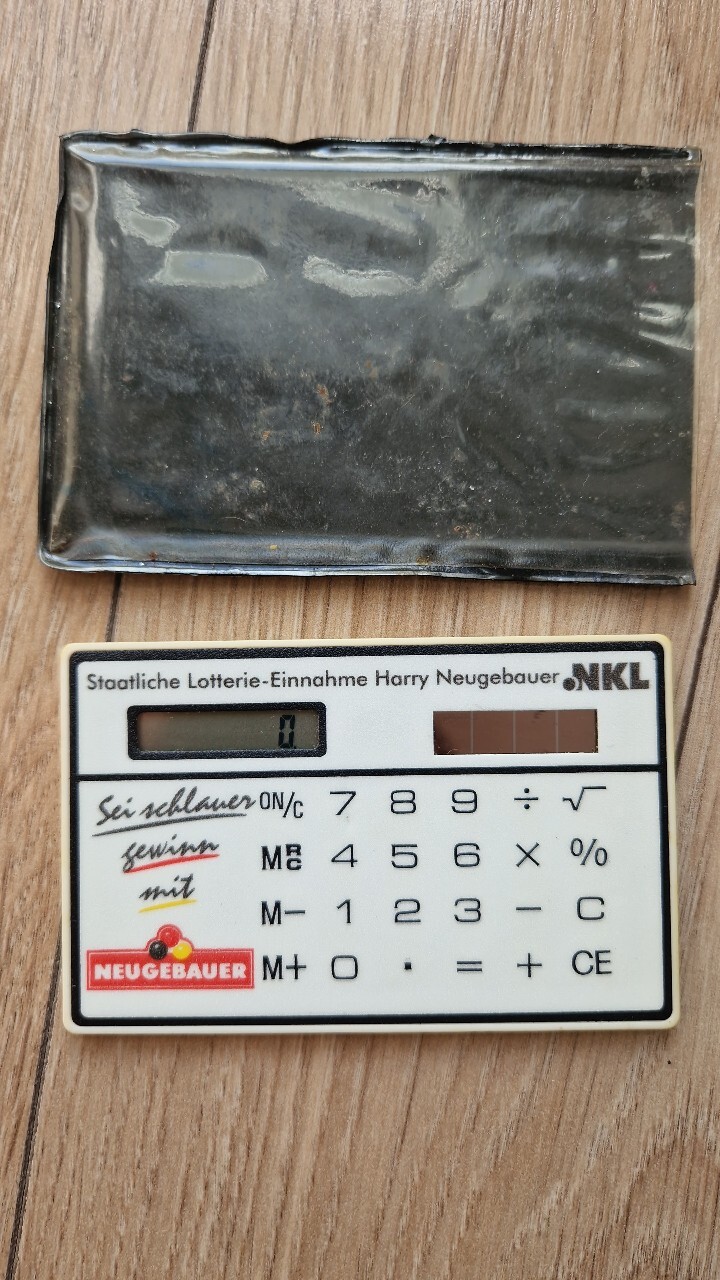 Staatliche Lotterie-Einnahme Harry Neugebauer .NKL
0.
Sei schlauer
gewinn
mit
NEUGEBAUER
ON/C 7 8 9 ÷ √
MRC 4 5 6 × %
M− 1 2 3 − C
M+ 0 . = + CE